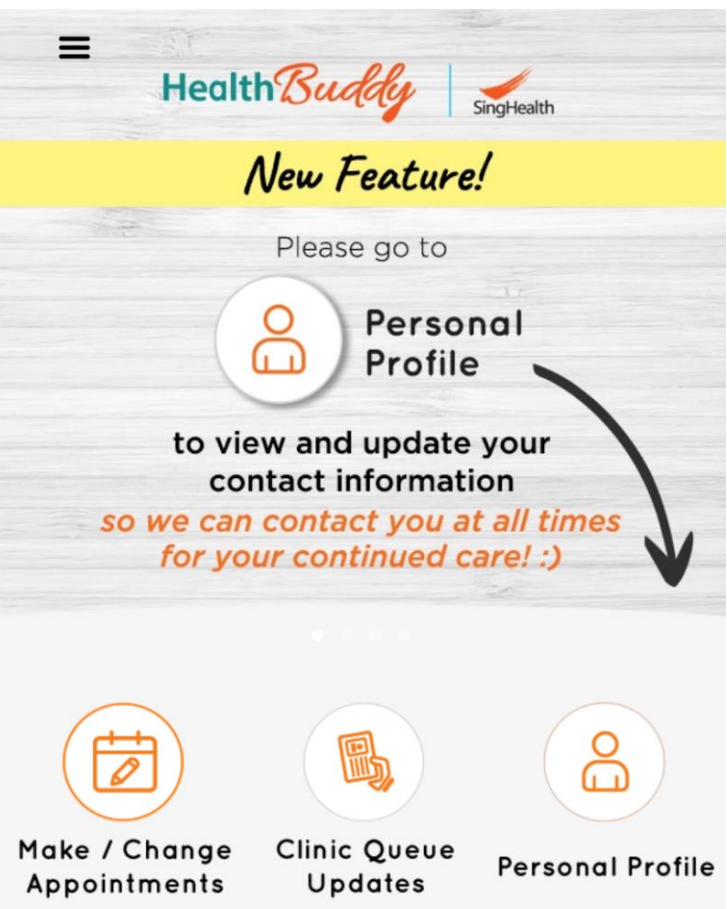 HealthBuddy
SingHealth
New Feature!
Please go to
Personal
Profile
to view and update your
contact information
so we can contact you at all times
for your continued care! :)
Make / Change
Appointments
Clinic Queue
Updates
Personal Profile